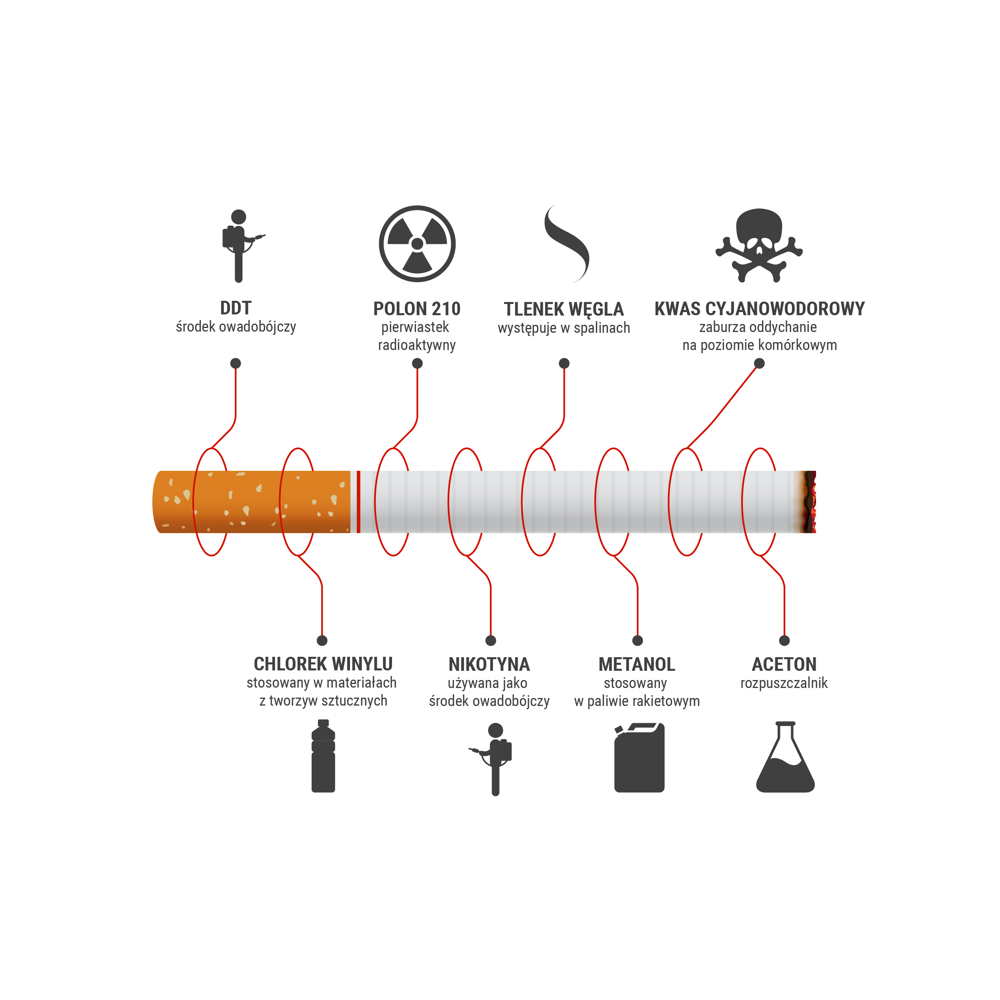 DDT
środek owadobójczy
POLON 210
pierwiastek
radioaktywny
TLENEK WĘGLA
występuje w spalinach
KWAS CYJANOWODOROWY
zaburza oddychanie
na poziomie komórkowym
CHLOREK WINYLU
stosowany w materiałach
z tworzyw sztucznych
NIKOTYNA
używana jako
środek owadobójczy
METANOL
stosowany
w paliwie rakietowym
ACETON
rozpuszczalnik